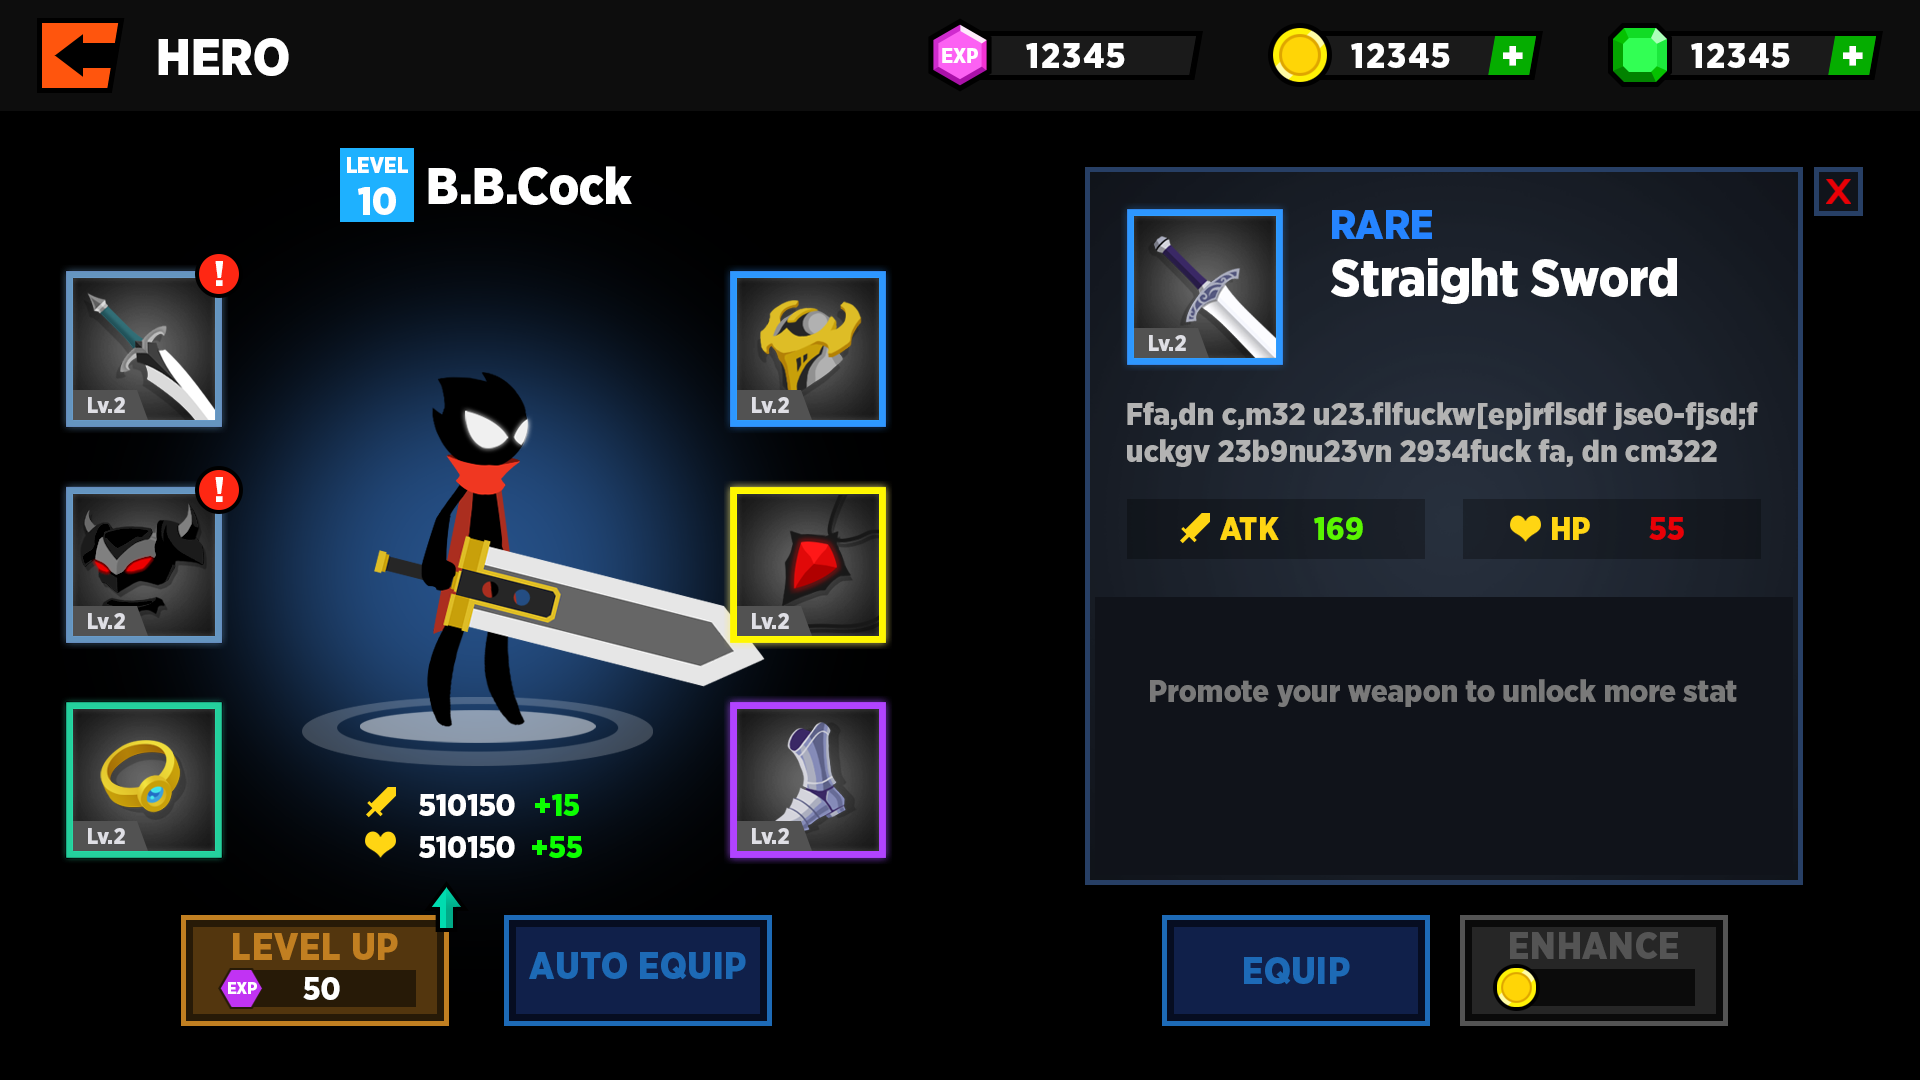 HERO
EXP 12345
12345 +
12345 +
LEVEL
10
B.B.Cock
!
Lv.2
Lv.2
!
Lv.2
Lv.2
Lv.2
Lv.2
510150 +15
510150 +55
LEVEL UP
EXP 50
AUTO EQUIP
X
RARE
Straight Sword
Lv.2
Ffa,dn c,m32 u23.flfuckw[epjrflsdf jse0-fjsd;f
uckgv 23b9nu23vn 2934fuck fa, dn cm322
ATK 169
HP 55
Promote your weapon to unlock more stat
EQUIP
ENHANCE